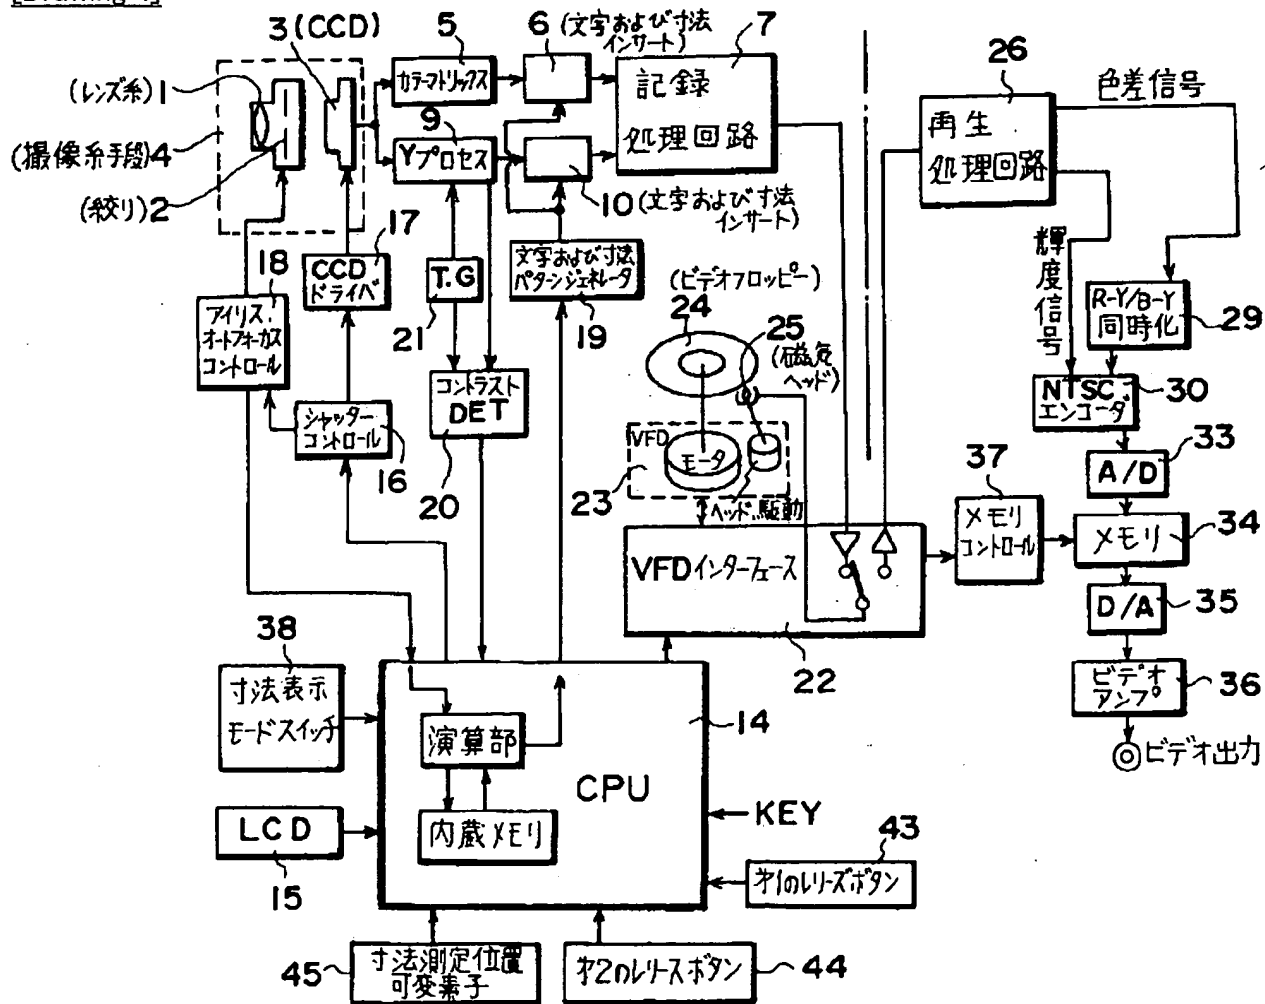 3(CCD)
5
6
(文字および寸法
インサート)
7
26
色差信号
(レンズ系)1
カラーマトリックス
記録
処理回路
再生
処理回路
(撮像系手段)4
9
Yプロセス
(絞り)2
10(文字および寸法
インサート)
17
18
CCD
ドライバ
T.G
21
文字および寸法
パターンジェネレータ
19
(ビデオフロッピー)
24
25
(磁気
ヘッド)
輝度信号
R-Y/B-Y
同時化
29
アイリス,
オートフォーカス
コントロール
コントラスト
DET
20
NTSC
エンコーダ
30
シャッター
コントロール
16
VFD
モータ
23
ヘッド駆動
37
メモリ
コントロール
A/D
33
メモリ
34
VFDインターフェース
22
D/A
35
38
寸法表示
モードスイッチ
14
ビデオ
アンプ
36
演算部
CPU
ビデオ出力
LCD
15
内蔵メモリ
KEY
43
才1のレリーズボタン
45
寸法測定位置
可変素子
才2のレリースボタン
44